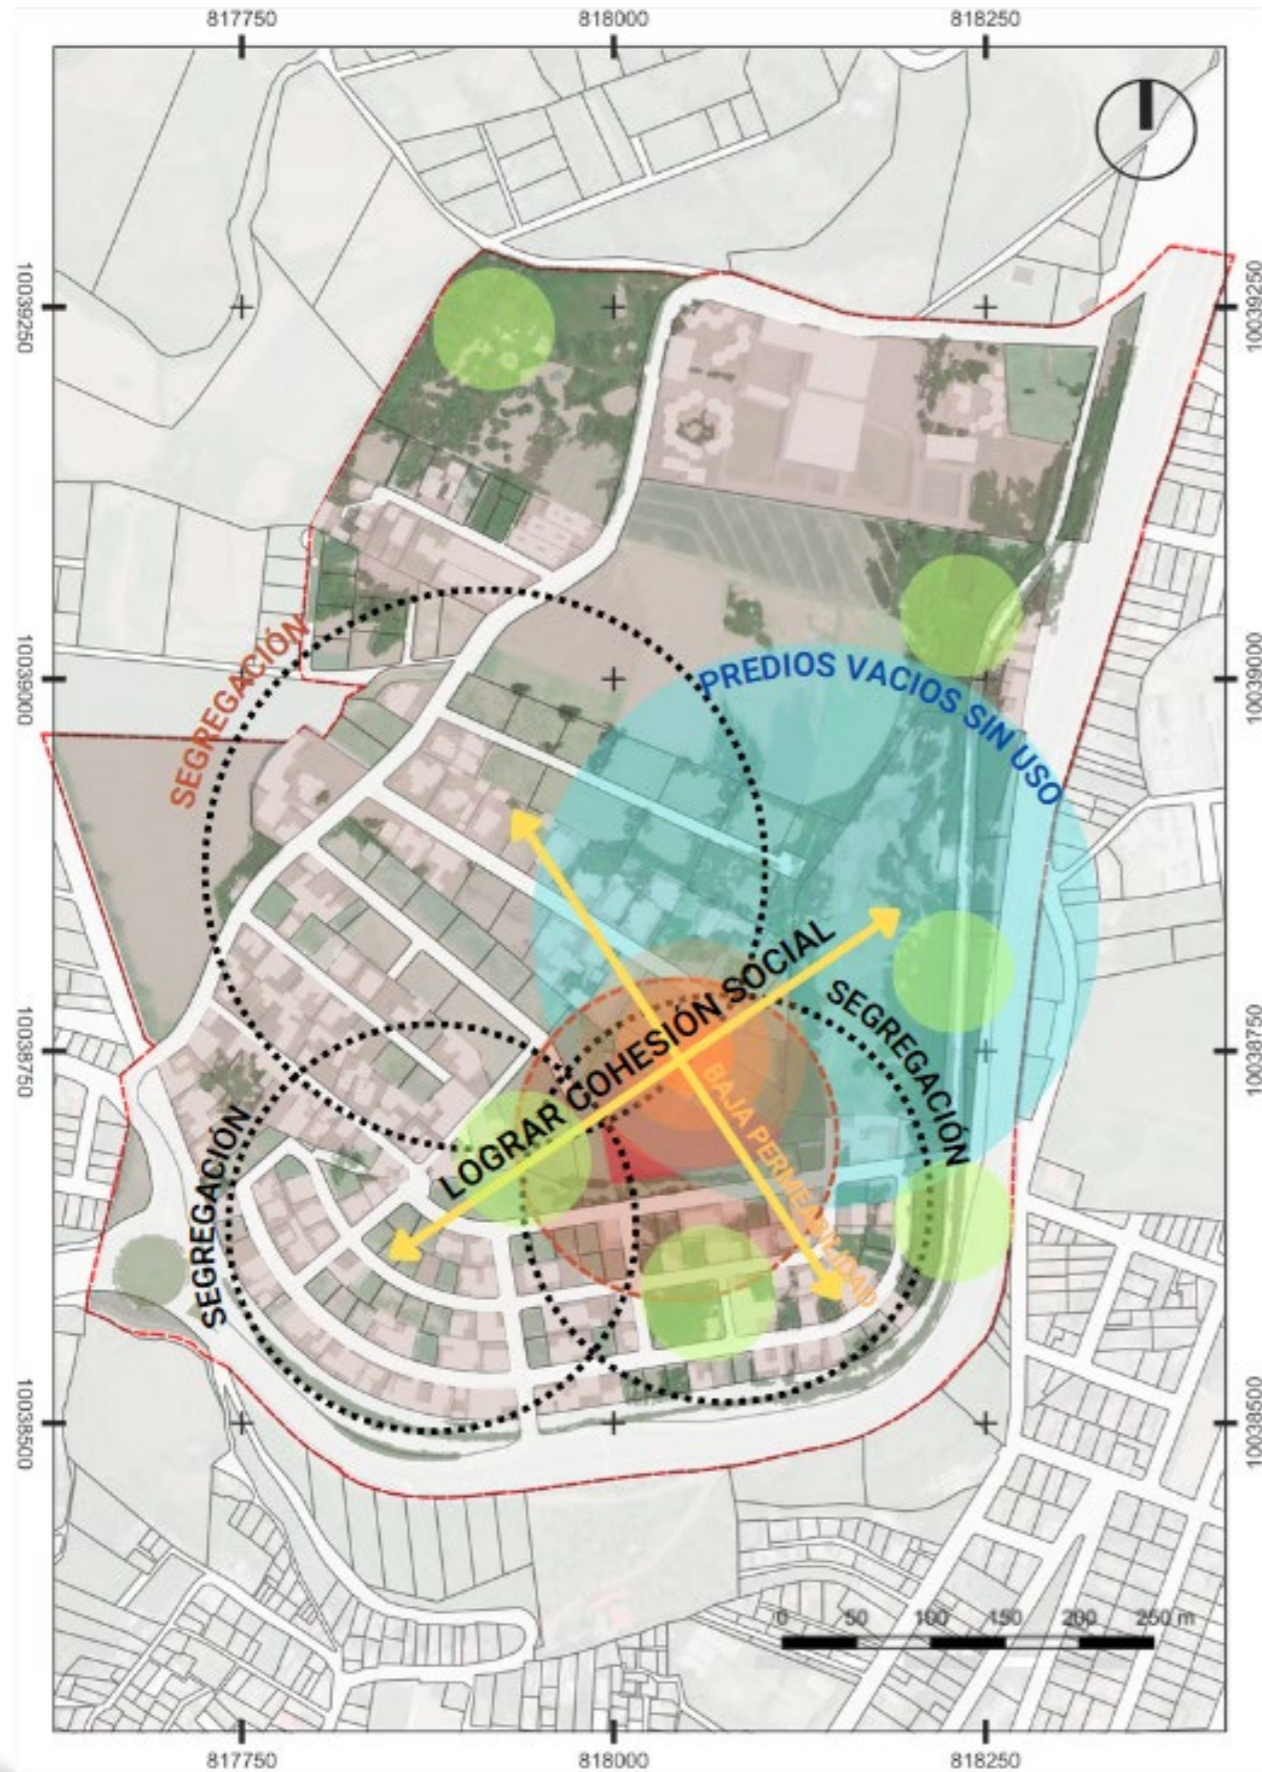 817750 818000 818250
10039250 10039250
SEGREGACIÓN
PREDIOS VACIOS SIN USO
10039000 10039000
LOGRAR COHESIÓN SOCIAL
SEGREGACIÓN
BAJA PERMEABILIDAD
10038750 10038750
SEGREGACIÓN
10038500 10038500
0 50 100 150 200 250 m
817750 818000 818250